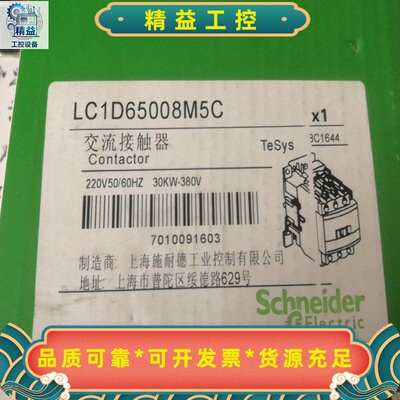 精益工控
精益
工控设备
LC1D65008M5C
x1
交流接触器
TeSys
3C1644
Contactor
220V50/60HZ 30KW-380V
7010091603
制造商: 上海施耐德工业控制有限公司
地址: 上海市普陀区绥德路629号
Schneider
Electric
品质可靠*可开发票*货源充足